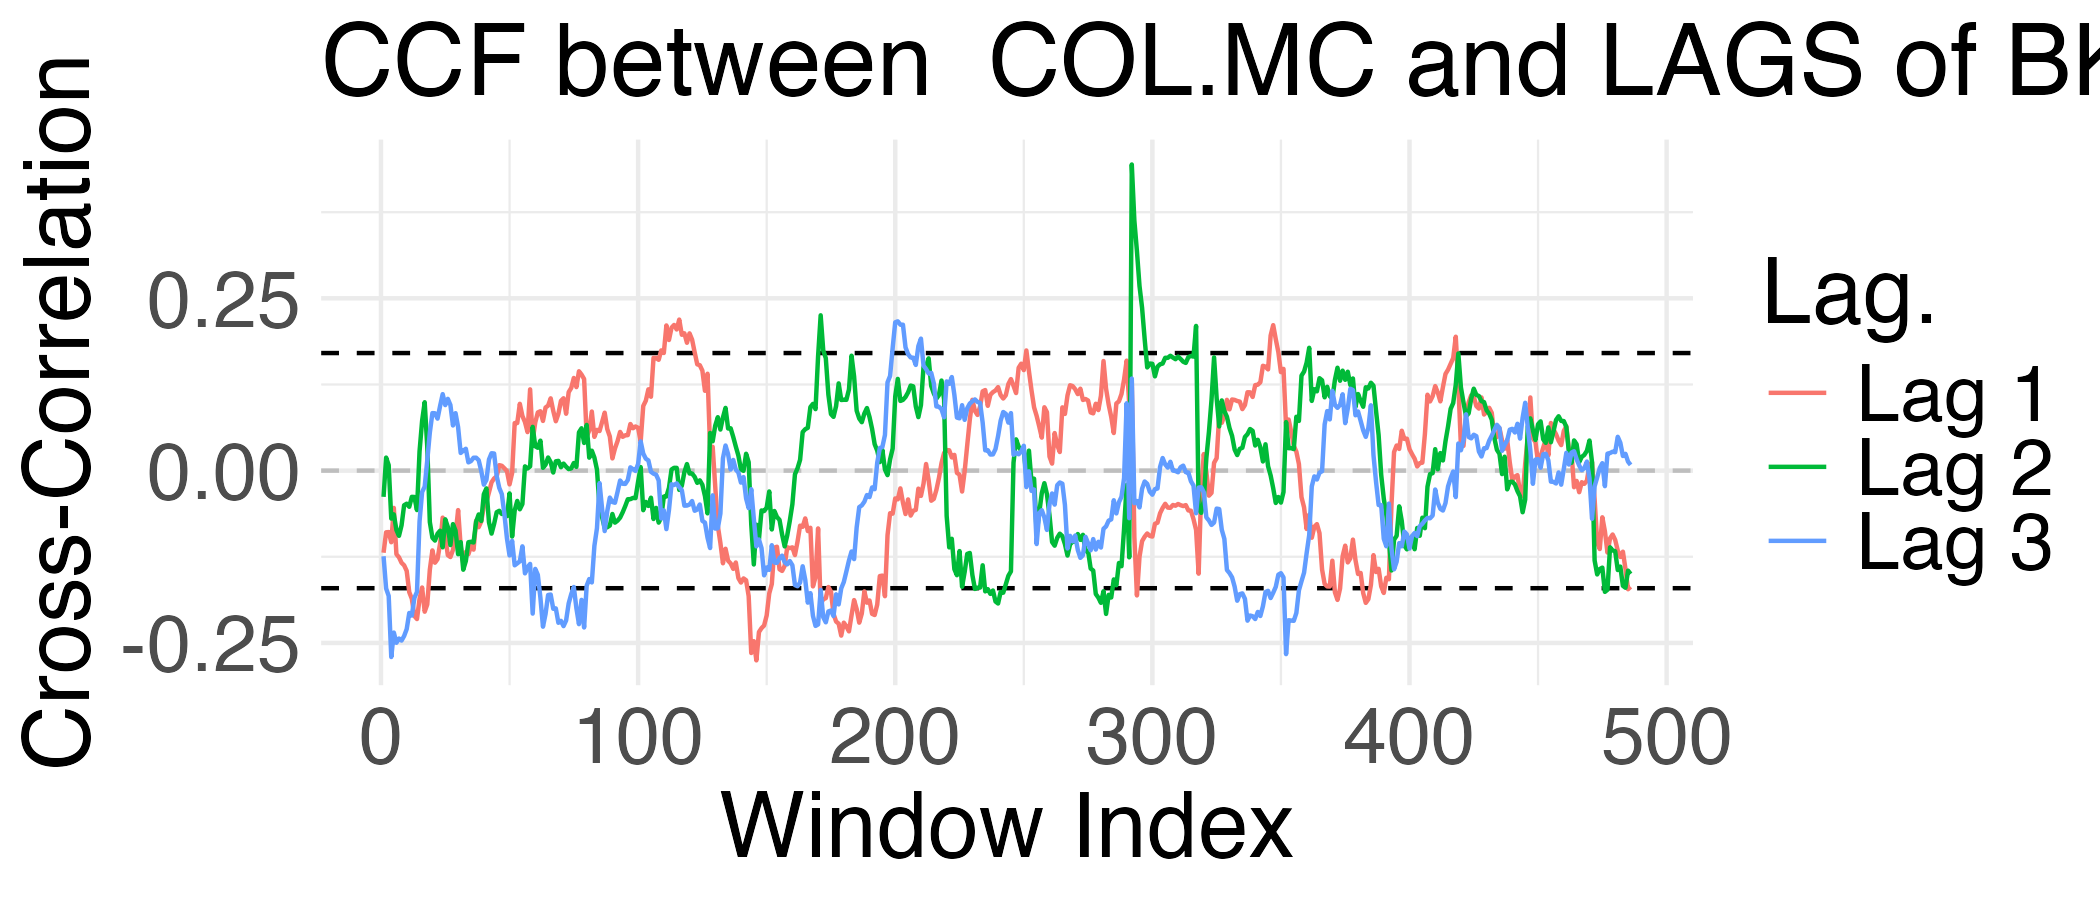 CCF between COL.MC and LAGS of BK
Cross-Correlation
0.25
0.00
-0.25
0 100 200 300 400 500
Window Index
Lag.
Lag 1
Lag 2
Lag 3